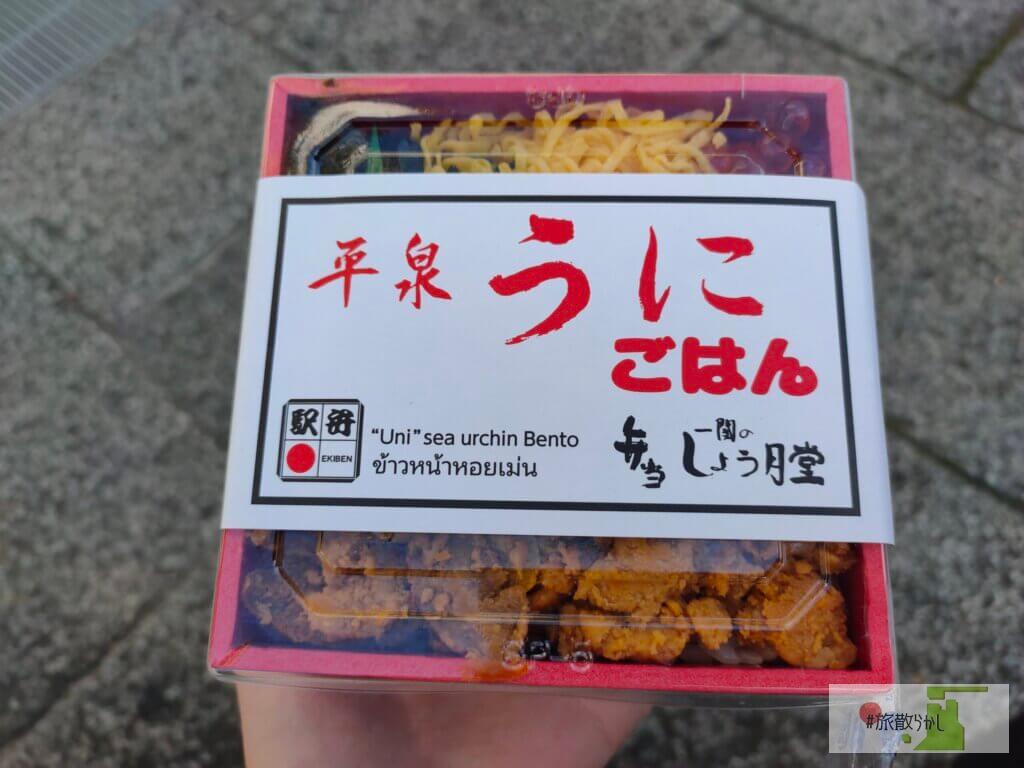 平泉 うに
ごはん
駅弁
EKIBEN
“Uni” sea urchin Bento
ข้าวหน้าหอยเม่น
弁当 一関の
しょう月堂
#旅散らかし